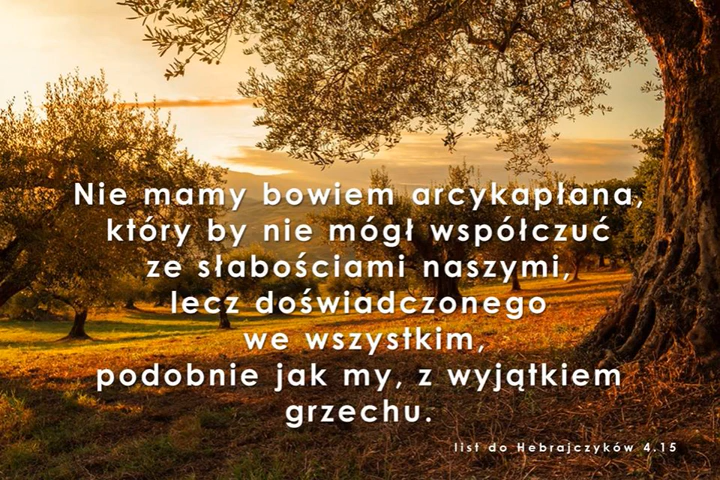 Nie mamy bowiem arcykapłana,
który by nie mógł współczuć
ze słabościami naszymi,
lecz doświadczonego
we wszystkim,
podobnie jak my, z wyjątkiem
grzechu.
list do Hebrajczyków 4.15